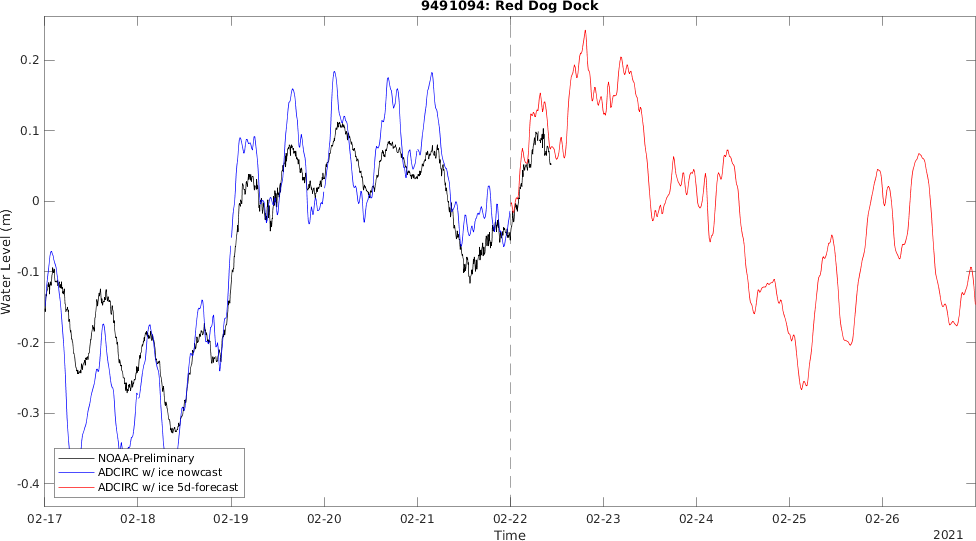 9491094: Red Dog Dock
Water Level (m)
0.2
0.1
0
-0.1
-0.2
-0.3
-0.4
NOAA-Preliminary
ADCIRC w/ ice nowcast
ADCIRC w/ ice 5d-forecast
02-17 02-18 02-19 02-20 02-21 02-22 02-23 02-24 02-25 02-26
Time
2021